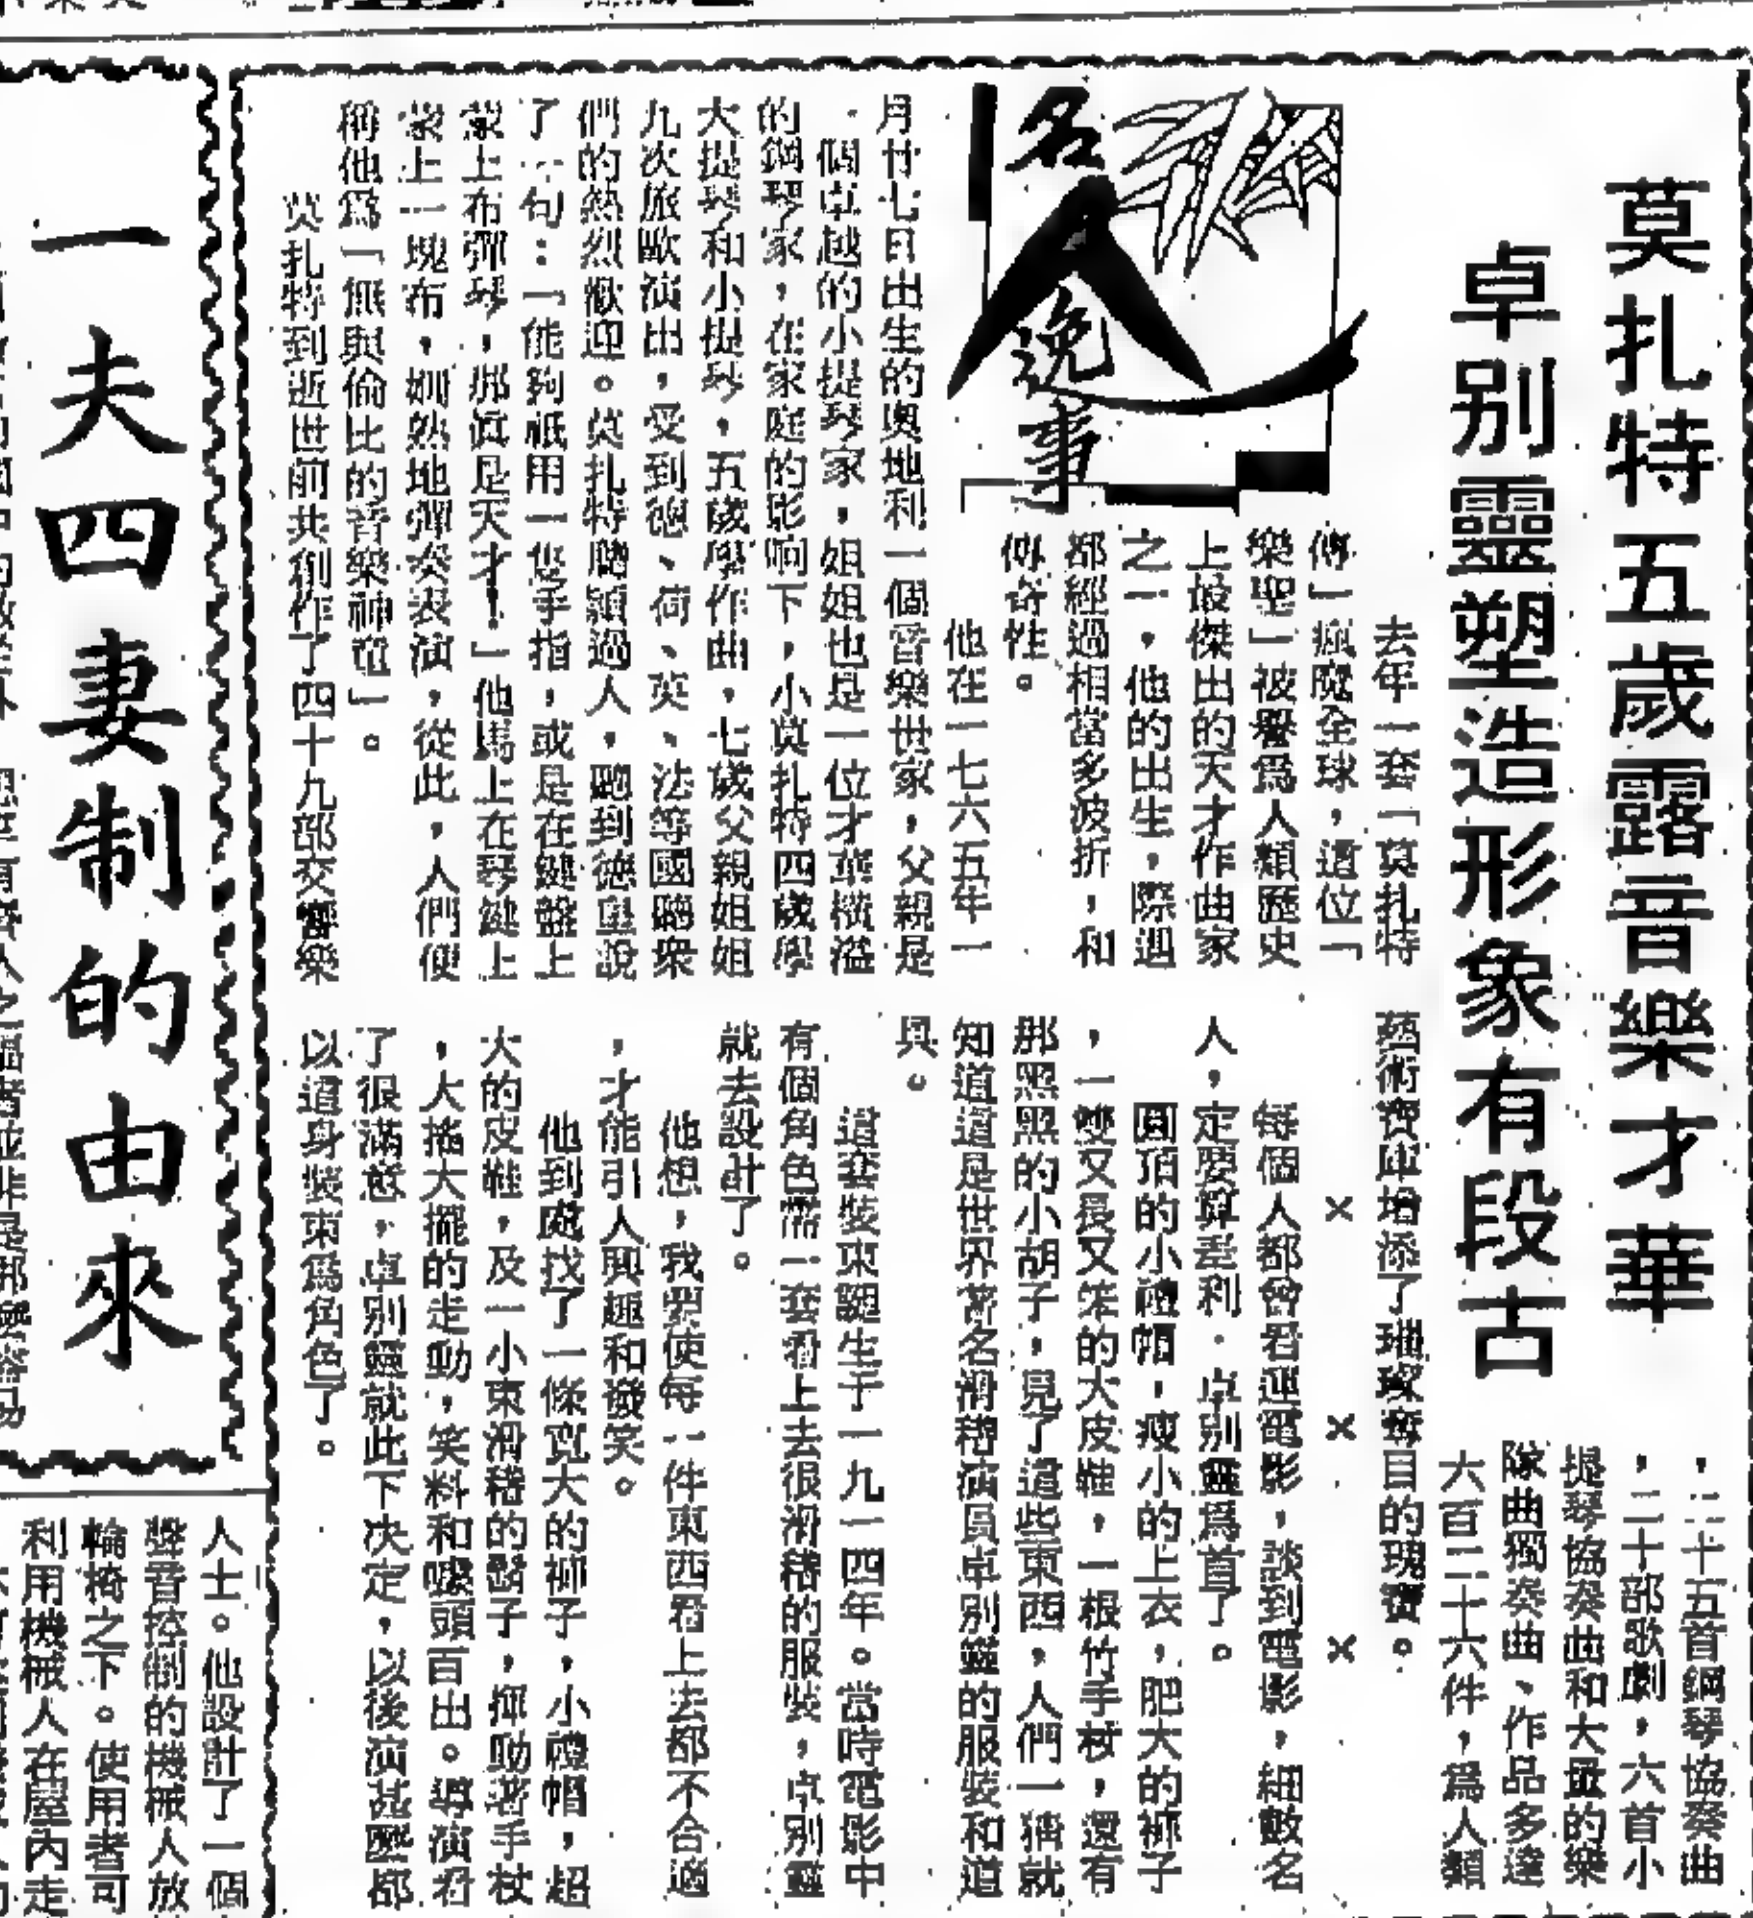 莫扎特五歲露音樂才華
卓别靈塑造形象有段古
名人逸事
去年一套「莫扎特
傳」瘋魔全球，這位「
樂聖」被譽爲人類歷史
上最傑出的天才作曲家
之一，他的出生，際遇
都經過相當多波折，和
傳奇性。
他在一七六五年一
月廿七日出生的奧地利一個音樂世家，父親是
一個卓越的小提琴家，姐姐也是一位才華橫溢
的鋼琴家，在家庭的影响下，小莫扎特四歲學
大提琴和小提琴，五歲學作曲，七歲父親姐姐
九次旅歐演出，受到德、荷、英、法等國聽衆
們的熱烈歡迎。莫扎特聰穎過人，聽到德皇說
了一句：「能夠祇用一隻手指，或是在鍵盤上
蒙上布彈琴，那眞是天才！」他馬上在琴鍵上
蒙上一塊布，嫻熟地彈奏表演，從此，人們便
稱他爲「無與倫比的音樂神童」。
莫扎特到逝世前共創作了四十九部交響樂
，二十五首鋼琴協奏曲
，二十部歌劇，六首小
提琴協奏曲和大量的樂
隊曲獨奏曲、作品多達
六百二十六件，爲人類
藝術寶庫增添了璀璨奪目的瑰寶。
×　×　×
每個人都會看過電影，談到電影，細數名
人，定要算差利．卓别靈爲首了。
圓頂的小禮帽，瘦小的上衣，肥大的褲子
，一雙又長又笨的大皮鞋，一根竹手杖，還有
那黑黑的小胡子，見了這些東西，人們一猜就
知道這是世界著名滑稽演員卓别靈的服裝和道
具。
這套裝束誕生于一九一四年。當時電影中
有個角色需一套看上去很滑稽的服裝，卓别靈
就去設計了。
他想，我要使每一件東西看上去都不合適
，才能引人興趣和發笑。
他到處找了一條寬大的褲子，小禮帽，超
大的皮鞋，及一小束滑稽的鬍子，揮動著手杖
，大搖大擺的走動，笑料和噱頭百出。導演看
了很滿意，卓别靈就此下决定，以後演甚麽都
以這身裝束爲角色了。
一夫四妻制的由來
人士。他設計了一個
聲音控制的機械人放
輪椅之下。使用者可
利用機械人在屋内走